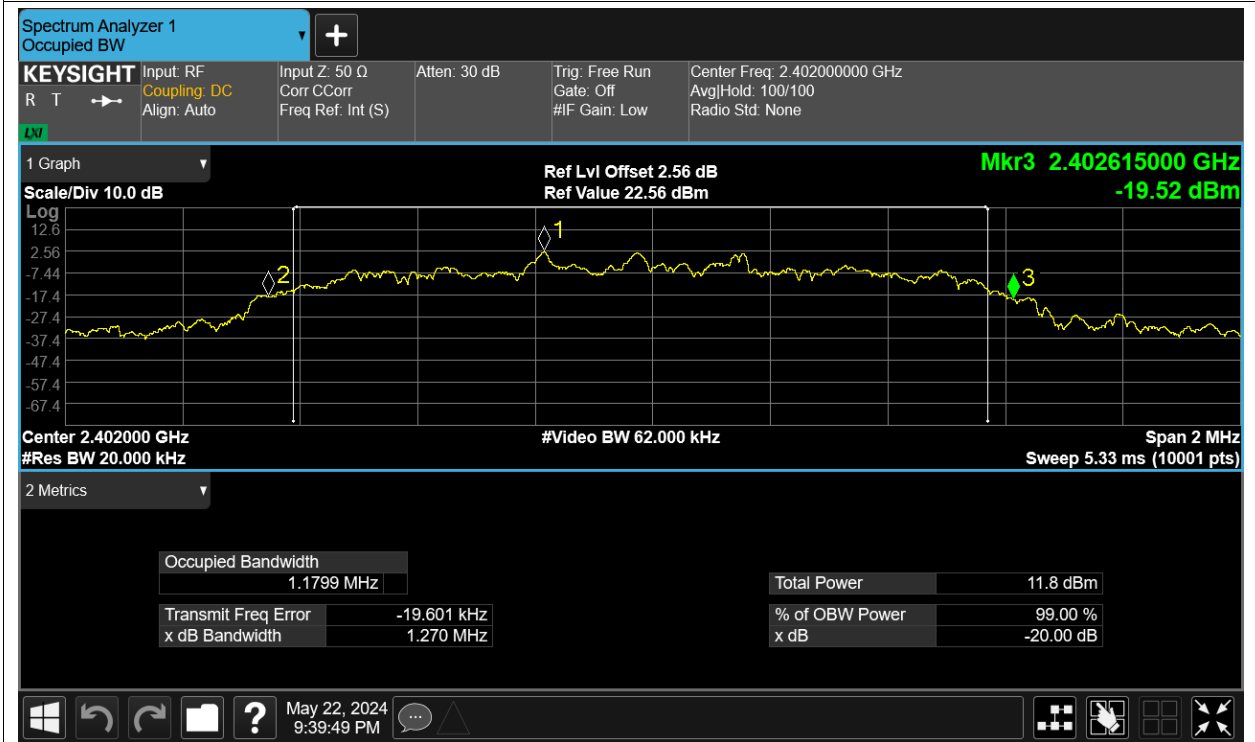 Spectrum Analyzer 1
Occupied BW
KEYSIGHT
R T
LXI
Input: RF
Coupling: DC
Align: Auto
Input Z: 50 Ω
Corr CCorr
Freq Ref: Int (S)
Atten: 30 dB
Trig: Free Run
Gate: Off
#IF Gain: Low
Center Freq: 2.402000000 GHz
Avg|Hold: 100/100
Radio Std: None
1 Graph
Scale/Div 10.0 dB
Ref Lvl Offset 2.56 dB
Ref Value 22.56 dBm
Mkr3 2.402615000 GHz
-19.52 dBm
Log
12.6
2.56
-7.44
-17.4
-27.4
-37.4
-47.4
-57.4
-67.4
1
2
3
Center 2.402000 GHz
#Video BW 62.000 kHz
Span 2 MHz
#Res BW 20.000 kHz
Sweep 5.33 ms (10001 pts)
2 Metrics
Occupied Bandwidth
1.1799 MHz
Total Power 11.8 dBm
Transmit Freq Error -19.601 kHz
% of OBW Power 99.00 %
x dB Bandwidth 1.270 MHz
x dB -20.00 dB
?
May 22, 2024
9:39:49 PM